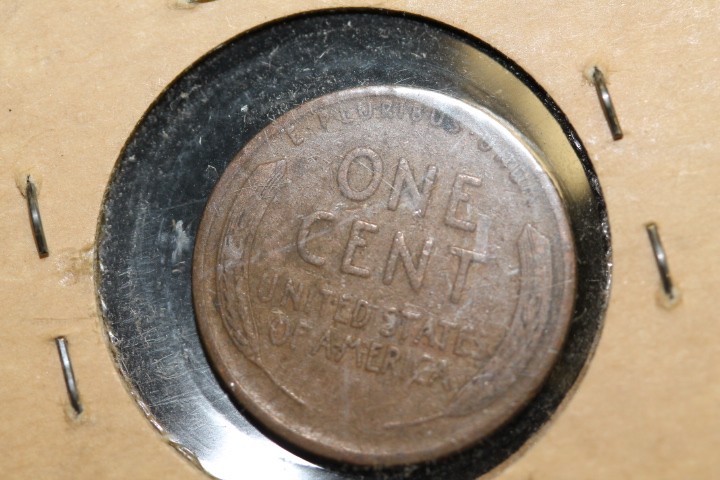 E·PLURIBUS·UNUM
ONE
CENT
UNITED STATES
OF AMERICA